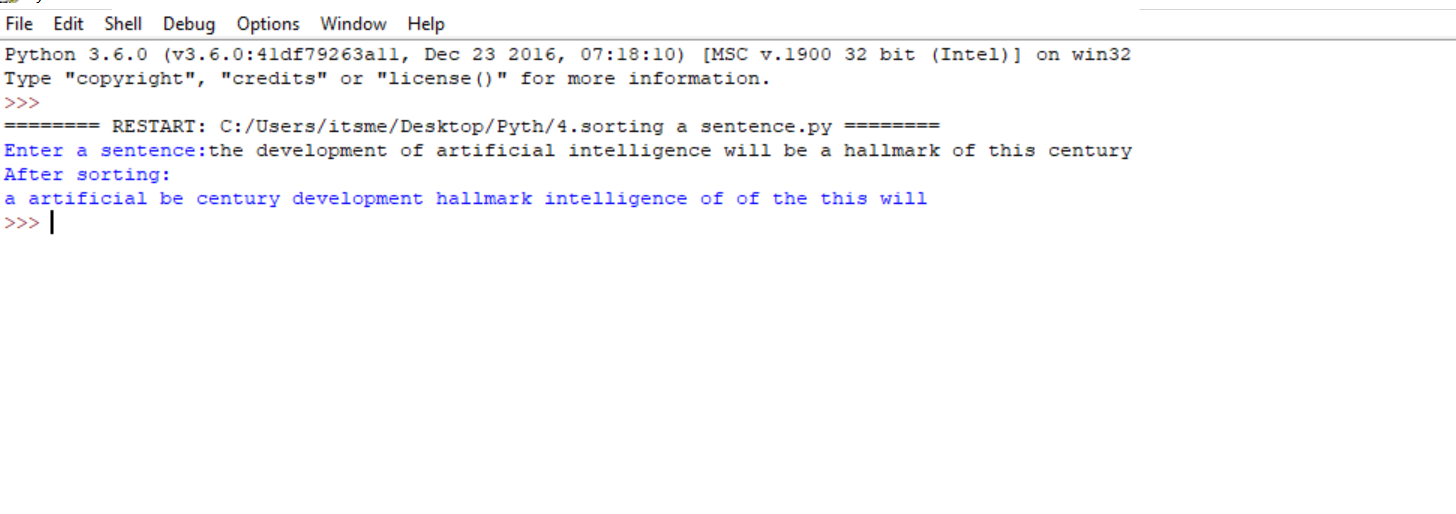 File Edit Shell Debug Options Window Help
Python 3.6.0 (v3.6.0:41df79263a11, Dec 23 2016, 07:18:10) [MSC v.1900 32 bit (Intel)] on win32
Type "copyright", "credits" or "license()" for more information.
>>>
======== RESTART: C:/Users/itsme/Desktop/Pyth/4.sorting a sentence.py ========
Enter a sentence:the development of artificial intelligence will be a hallmark of this century
After sorting:
a artificial be century development hallmark intelligence of of the this will
>>>